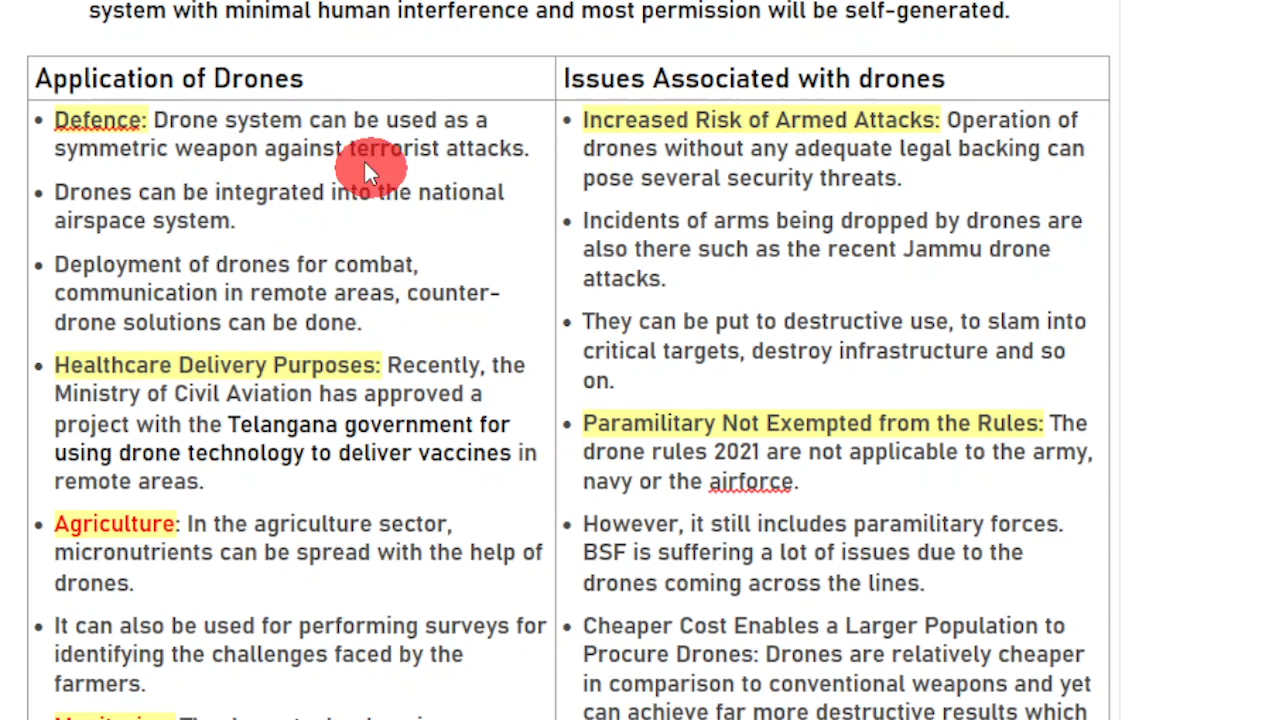 system with minimal human interference and most permission will be self-generated.
Application of Drones
• Defence: Drone system can be used as a
symmetric weapon against terrorist attacks.
• Drones can be integrated into the national
airspace system.
• Deployment of drones for combat,
communication in remote areas, counter-
drone solutions can be done.
• Healthcare Delivery Purposes: Recently, the
Ministry of Civil Aviation has approved a
project with the Telangana government for
using drone technology to deliver vaccines in
remote areas.
• Agriculture: In the agriculture sector,
micronutrients can be spread with the help of
drones.
• It can also be used for performing surveys for
identifying the challenges faced by the
farmers.
Issues Associated with drones
• Increased Risk of Armed Attacks: Operation of
drones without any adequate legal backing can
pose several security threats.
• Incidents of arms being dropped by drones are
also there such as the recent Jammu drone
attacks.
• They can be put to destructive use, to slam into
critical targets, destroy infrastructure and so
on.
• Paramilitary Not Exempted from the Rules: The
drone rules 2021 are not applicable to the army,
navy or the airforce.
• However, it still includes paramilitary forces.
BSF is suffering a lot of issues due to the
drones coming across the lines.
• Cheaper Cost Enables a Larger Population to
Procure Drones: Drones are relatively cheaper
in comparison to conventional weapons and yet
can achieve far more destructive results which